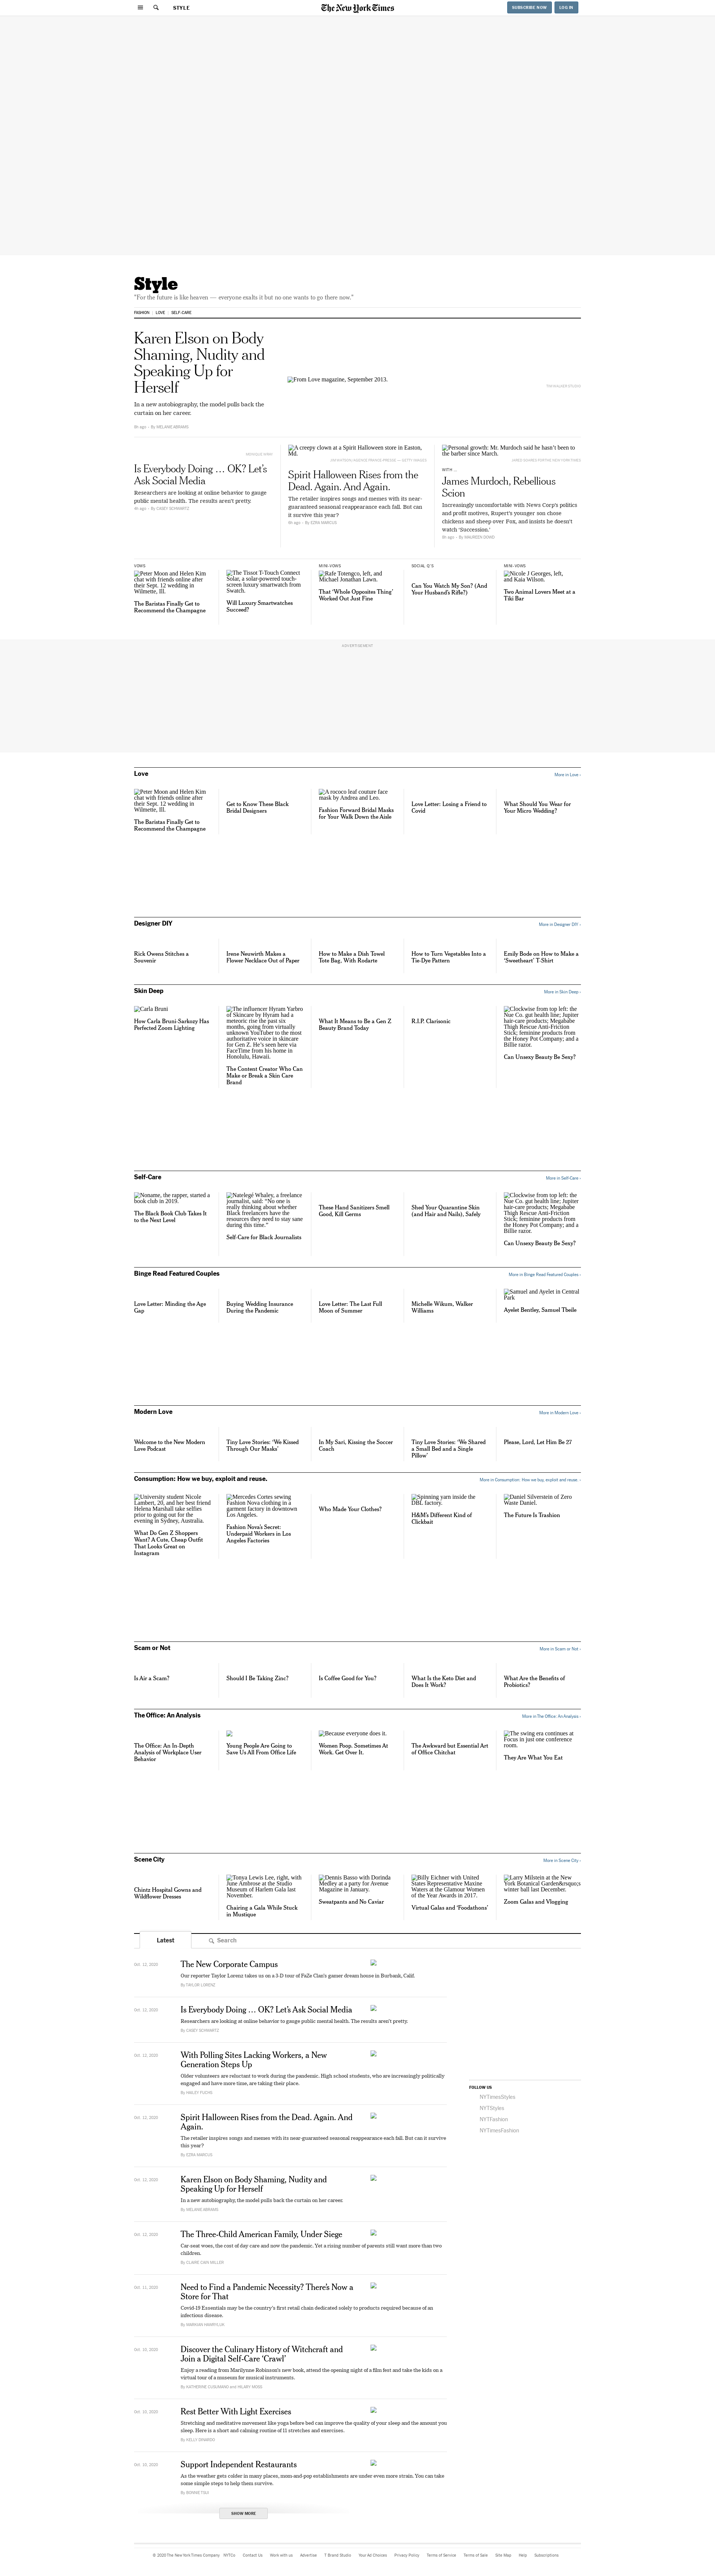 STYLE
The New York Times
SUBSCRIBE NOW
LOG IN
Style
"For the future is like heaven — everyone exalts it but no one wants to go there now."
FASHION
LOVE
SELF-CARE
Karen Elson on Body
Shaming, Nudity and
Speaking Up for
Herself
In a new autobiography, the model pulls back the
curtain on her career.
By MELANIE ABRAMS
From Love magazine, September 2013.
Is Everybody Doing … OK? Let's
Ask Social Media
Researchers are looking at online behavior to gauge
public mental health. The results aren't pretty.
By CASEY SCHWARTZ
A creepy clown at a Spirit Halloween store in Easton,
Md.
Spirit Halloween Rises from the
Dead. Again. And Again.
The retailer inspires songs and memes with its near-
guaranteed seasonal reappearance each fall. But can
it survive this year?
By EZRA MARCUS
Personal growth: Mr. Murdoch said he hasn't been to
the barber since March.
WITH …
James Murdoch, Rebellious
Scion
Increasingly uncomfortable with News Corp's politics
and profit motives, Rupert's younger son chose
chickens and sheep over Fox, and insists he doesn't
watch 'Succession.'
By MAUREEN DOWD
VOWS
Peter Moon and Helen Kim
chat with friends online after
their Sept. 12 wedding in
Wilmette, Ill.
The Baristas Finally Get to
Recommend the Champagne
The Tissot T-Touch Connect
Solar, a solar-powered touch-
screen luxury smartwatch from
Swatch.
Will Luxury Smartwatches
Succeed?
MINI-VOWS
Rafe Totengco, left, and
Michael Jonathan Lawn.
That 'Whole Opposites Thing'
Worked Out Just Fine
SOCIAL Q'S
Can You Watch My Son? (And
Your Husband's Rifle?)
MINI-VOWS
Nicole J Georges, left,
and Kaia Wilson.
Two Animal Lovers Meet at a
Tiki Bar
ADVERTISEMENT
Love
More in Love ›
Peter Moon and Helen Kim
chat with friends online after
their Sept. 12 wedding in
Wilmette, Ill.
The Baristas Finally Get to
Recommend the Champagne
Get to Know These Black
Bridal Designers
A rococo leaf couture face
mask by Andrea and Leo.
Fashion Forward Bridal Masks
for Your Walk Down the Aisle
Love Letter: Losing a Friend to
Covid
What Should You Wear for
Your Micro Wedding?
Designer DIY
More in Designer DIY ›
Rick Owens Stitches a
Souvenir
Irene Neuwirth Makes a
Flower Necklace Out of Paper
How to Make a Dish Towel
Tote Bag, With Rodarte
How to Turn Vegetables Into a
Tie-Dye Pattern
Emily Bode on How to Make a
'Sweetheart' T-Shirt
Skin Deep
More in Skin Deep ›
Carla Bruni
How Carla Bruni-Sarkozy Has
Perfected Zoom Lighting
The influencer Hyram Yarbro
of Skincare by Hyram had a
meteoric rise the past six
months, going from virtually
unknown YouTuber to the most
authoritative voice in skincare
for Gen Z. He's seen here via
FaceTime from his home in
Honolulu, Hawaii.
The Content Creator Who Can
Make or Break a Skin Care
Brand
What It Means to Be a Gen Z
Beauty Brand Today
R.I.P. Clarisonic
Clockwise from top left: the
Nue Co. gut health line; Jupiter
hair-care products; Megababe
Thigh Rescue Anti-Friction
Stick; feminine products from
the Honey Pot Company; and a
Billie razor.
Can Unsexy Beauty Be Sexy?
Self-Care
More in Self-Care ›
Noname, the rapper, started a
book club in 2019.
The Black Book Club Takes It
to the Next Level
Natelegé Whaley, a freelance
journalist, said: "No one is
really thinking about whether
Black freelancers have the
resources they need to stay sane
during this time."
Self-Care for Black Journalists
These Hand Sanitizers Smell
Good, Kill Germs
Shed Your Quarantine Skin
(and Hair and Nails), Safely
Clockwise from top left: the
Nue Co. gut health line; Jupiter
hair-care products; Megababe
Thigh Rescue Anti-Friction
Stick; feminine products from
the Honey Pot Company; and a
Billie razor.
Can Unsexy Beauty Be Sexy?
Binge Read Featured Couples
More in Binge Read Featured Couples ›
Love Letter: Minding the Age
Gap
Buying Wedding Insurance
During the Pandemic
Love Letter: The Last Full
Moon of Summer
Michelle Wikum, Walker
Williams
Samuel and Ayelet in Central
Park
Ayelet Bentley, Samuel Tbeile
Modern Love
More in Modern Love ›
Welcome to the New Modern
Love Podcast
Tiny Love Stories: 'We Kissed
Through Our Masks'
In My Sari, Kissing the Soccer
Coach
Tiny Love Stories: 'We Shared
a Small Bed and a Single
Pillow'
Please, Lord, Let Him Be 27
Consumption: How we buy, exploit and reuse.
More in Consumption: How we buy, exploit and reuse. ›
University student Nicole
Lambert, 20, and her best friend
Helena Marshall take selfies
prior to going out for the
evening in Sydney, Australia.
What Do Gen Z Shoppers
Want? A Cute, Cheap Outfit
That Looks Great on
Instagram
Mercedes Cortes sewing
Fashion Nova clothing in a
garment factory in downtown
Los Angeles.
Fashion Nova's Secret:
Underpaid Workers in Los
Angeles Factories
Who Made Your Clothes?
Spinning yarn inside the
DBL factory.
H&M's Different Kind of
Clickbait
Daniel Silverstein of Zero
Waste Daniel.
The Future Is Trashion
Scam or Not
More in Scam or Not ›
Is Air a Scam?
Should I Be Taking Zinc?
Is Coffee Good for You?
What Is the Keto Diet and
Does It Work?
What Are the Benefits of
Probiotics?
The Office: An Analysis
More in The Office: An Analysis ›
The Office: An In-Depth
Analysis of Workplace User
Behavior
Young People Are Going to
Save Us All From Office Life
Because everyone does it.
Women Poop. Sometimes At
Work. Get Over It.
The Awkward but Essential Art
of Office Chitchat
The swing era continues at
Focus in just one conference
room.
They Are What You Eat
Scene City
More in Scene City ›
Chintz Hospital Gowns and
Wildflower Dresses
Tonya Lewis Lee, right, with
June Ambrose at the Studio
Museum of Harlem Gala last
November.
Chairing a Gala While Stuck
in Mustique
Dennis Basso with Dorinda
Medley at a party for Avenue
Magazine in January.
Sweatpants and No Caviar
Billy Eichner with United
States Representative Maxine
Waters at the Glamour Women
of the Year Awards in 2017.
Virtual Galas and 'Foodathons'
Larry Milstein at the New
York Botanical Garden&rsquo;s
winter ball last December.
Zoom Galas and Vlogging
Latest
Search
Oct. 12, 2020
The New Corporate Campus
Our reporter Taylor Lorenz takes us on a 3-D tour of FaZe Clan's gamer dream house in Burbank, Calif.
By TAYLOR LORENZ
Oct. 12, 2020
Is Everybody Doing … OK? Let's Ask Social Media
Researchers are looking at online behavior to gauge public mental health. The results aren't pretty.
By CASEY SCHWARTZ
Oct. 12, 2020
With Polling Sites Lacking Workers, a New
Generation Steps Up
Older volunteers are reluctant to work during the pandemic. High school students, who are increasingly politically
engaged and have more time, are taking their place.
By HAILEY FUCHS
Oct. 12, 2020
Spirit Halloween Rises from the Dead. Again. And
Again.
The retailer inspires songs and memes with its near-guaranteed seasonal reappearance each fall. But can it survive
this year?
By EZRA MARCUS
Oct. 12, 2020
Karen Elson on Body Shaming, Nudity and
Speaking Up for Herself
In a new autobiography, the model pulls back the curtain on her career.
By MELANIE ABRAMS
Oct. 12, 2020
The Three-Child American Family, Under Siege
Car-seat woes, the cost of day care and now the pandemic. Yet a rising number of parents still want more than two
children.
By CLAIRE CAIN MILLER
Oct. 11, 2020
Need to Find a Pandemic Necessity? There's Now a
Store for That
Covid-19 Essentials may be the country's first retail chain dedicated solely to products required because of an
infectious disease.
By MARKIAN HAWRYLUK
Oct. 10, 2020
Discover the Culinary History of Witchcraft and
Join a Digital Self-Care 'Crawl'
Enjoy a reading from Marilynne Robinson's new book, attend the opening night of a film fest and take the kids on a
virtual tour of a museum for musical instruments.
By KATHERINE CUSUMANO and HILARY MOSS
Oct. 10, 2020
Rest Better With Light Exercises
Stretching and meditative movement like yoga before bed can improve the quality of your sleep and the amount you
sleep. Here is a short and calming routine of 11 stretches and exercises.
By KELLY DINARDO
Oct. 10, 2020
Support Independent Restaurants
As the weather gets colder in many places, mom-and-pop establishments are under even more strain. You can take
some simple steps to help them survive.
By BONNIE TSUI
SHOW MORE
FOLLOW US
NYTimesStyles
NYTStyles
NYTFashion
NYTimesFashion
© 2020 The New York Times Company
NYTCo
Contact Us
Work with us
Advertise
T Brand Studio
Your Ad Choices
Privacy Policy
Terms of Service
Terms of Sale
Site Map
Help
Subscriptions